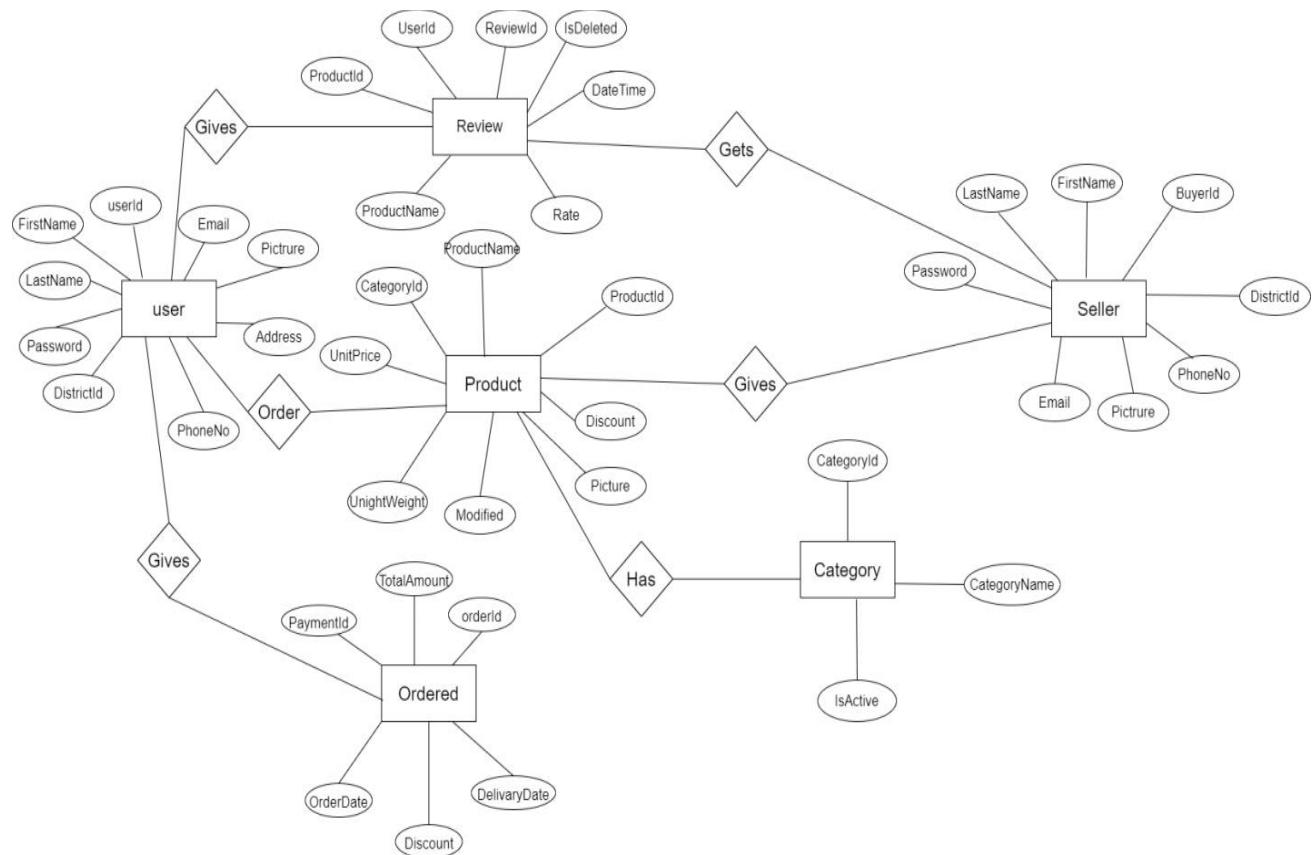 UserId
ReviewId
IsDeleted
ProductId
DateTime
Gives
Review
Gets
ProductName
Rate
userId
FirstName
Email
Pictrure
LastName
user
Password
Address
DistrictId
PhoneNo
ProductName
CategoryId
ProductId
UnitPrice
Product
Order
Discount
UnightWeight
Modified
Picture
Gives
LastName
FirstName
BuyerId
Password
Seller
DistrictId
PhoneNo
Email
Pictrure
CategoryId
Has
Category
CategoryName
IsActive
Gives
TotalAmount
PaymentId
orderId
Ordered
OrderDate
DelivaryDate
Discount